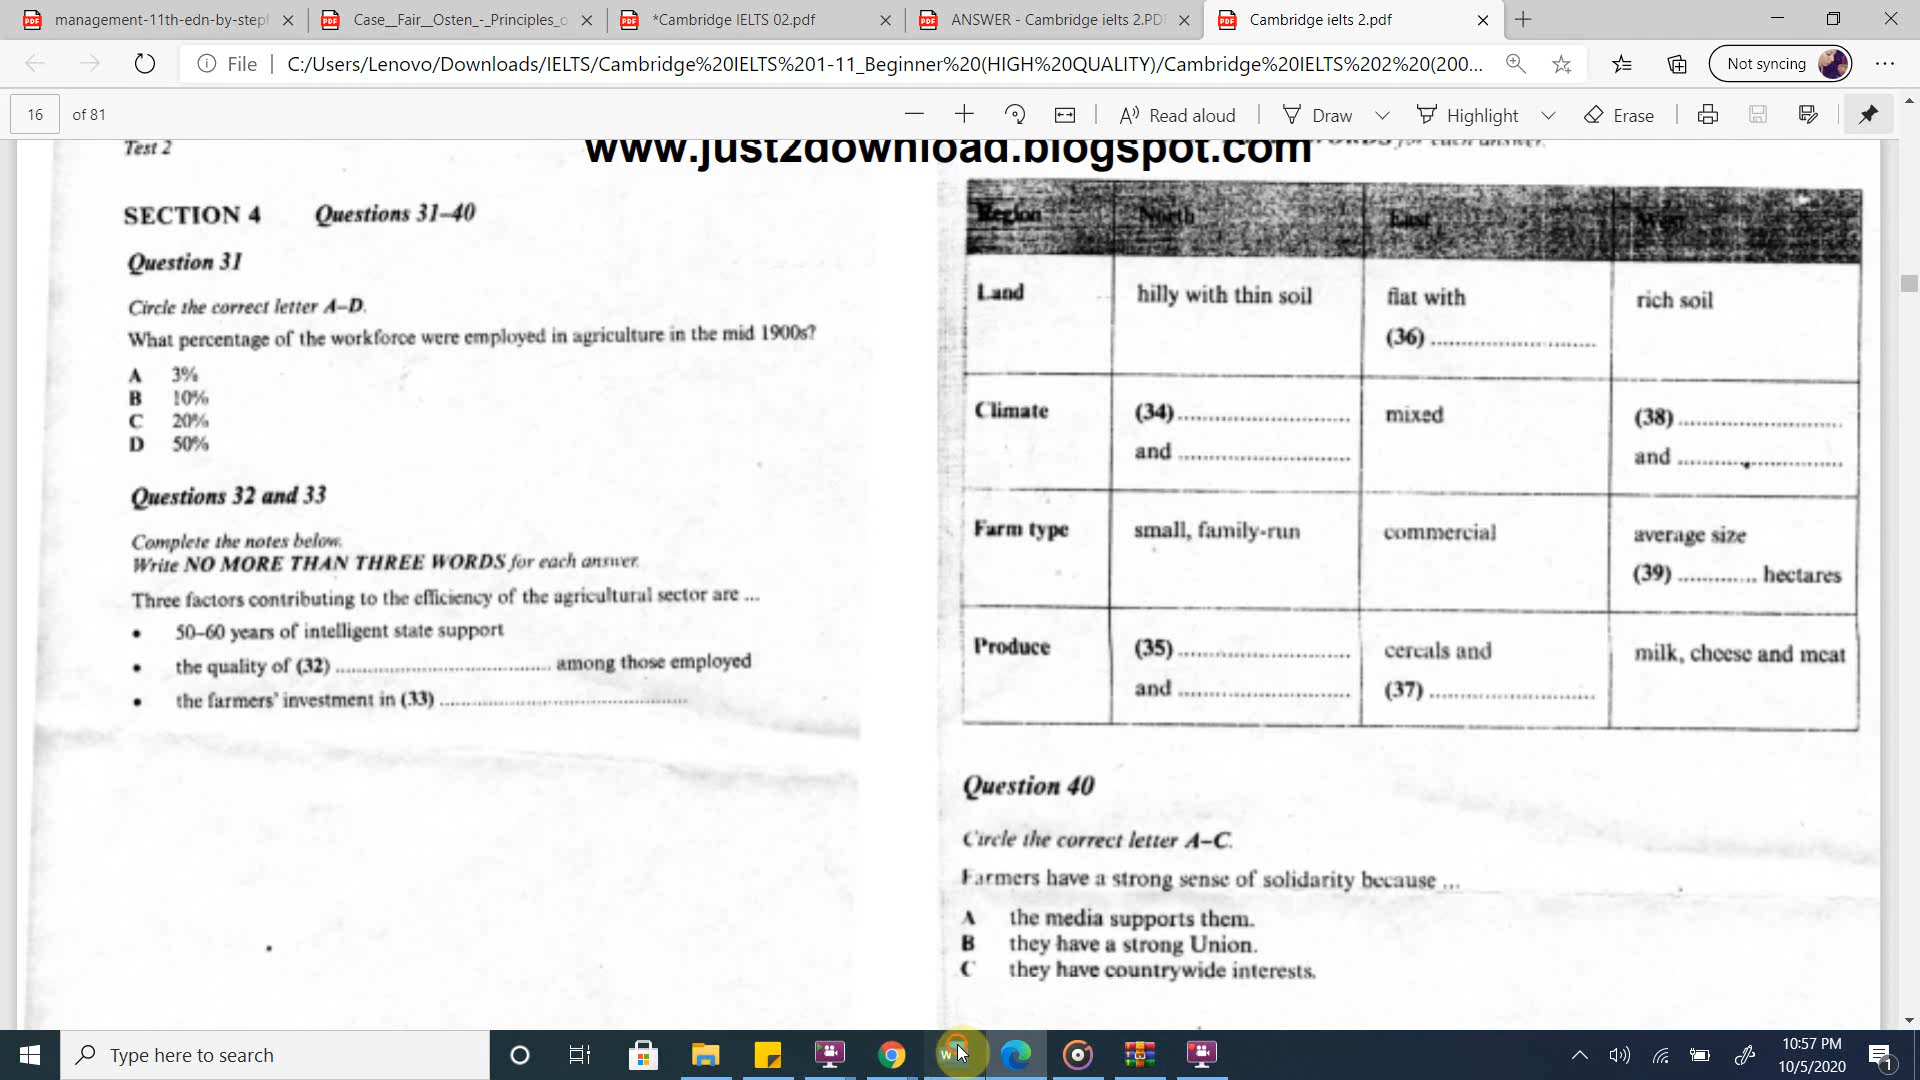 management-11th-edn-by-step
Case__Fair__Osten_-_Principles_o
*Cambridge IELTS 02.pdf
ANSWER - Cambridge ielts 2.PD
Cambridge ielts 2.pdf
File
C:/Users/Lenovo/Downloads/IELTS/Cambridge%20IELTS%201-11_Beginner%20(HIGH%20QUALITY)/Cambridge%20IELTS%202%20(200...
Not syncing
16 of 81
Read aloud
Draw
Highlight
Erase
Test 2
www.just2download.blogspot.com
for each answer.
SECTION 4 Questions 31–40
Question 31
Circle the correct letter A–D.
What percentage of the workforce were employed in agriculture in the mid 1900s?
A 3%
B 10%
C 20%
D 50%
Questions 32 and 33
Complete the notes below.
Write NO MORE THAN THREE WORDS for each answer.
Three factors contributing to the efficiency of the agricultural sector are ...
• 50–60 years of intelligent state support
• the quality of (32) ........................................ among those employed
• the farmers' investment in (33) ..............................................
Region North East West
Land hilly with thin soil flat with rich soil
(36) ..............................
Climate (34) .............................. mixed (38) ..............................
and .............................. and ..............................
Farm type small, family-run commercial average size
(39) .............. hectares
Produce (35) .............................. cereals and milk, cheese and meat
and .............................. (37) ..............................
Question 40
Circle the correct letter A–C.
Farmers have a strong sense of solidarity because ...
A the media supports them.
B they have a strong Union.
C they have countrywide interests.
Type here to search
10:57 PM
10/5/2020
1